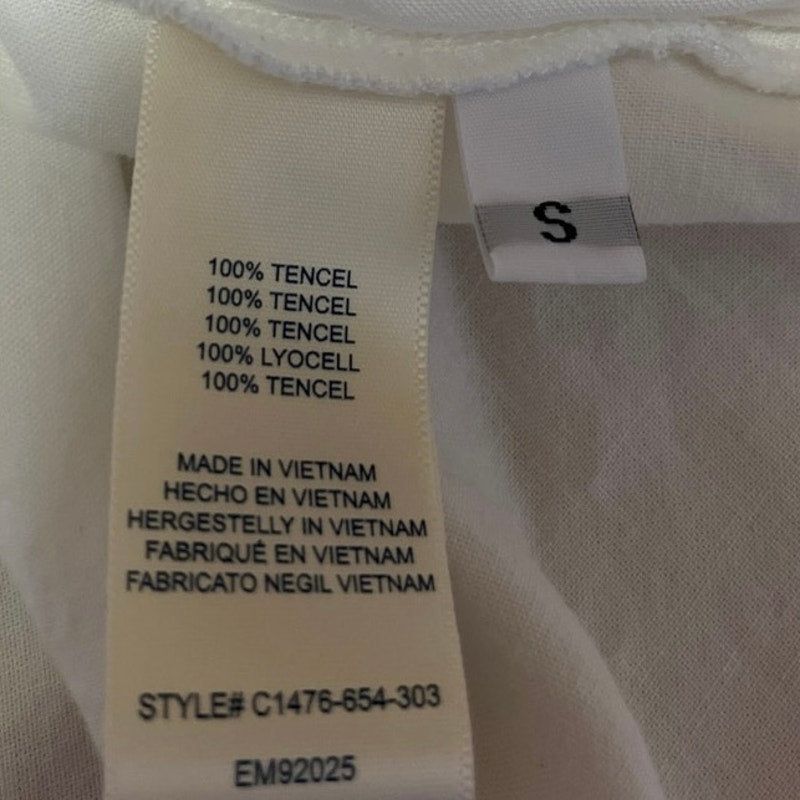 100% TENCEL
100% TENCEL
100% TENCEL
100% LYOCELL
100% TENCEL
MADE IN VIETNAM
HECHO EN VIETNAM
HERGESTELLY IN VIETNAM
FABRIQUÉ EN VIETNAM
FABRICATO NEGIL VIETNAM
STYLE# C1476-654-303
EM92025
S